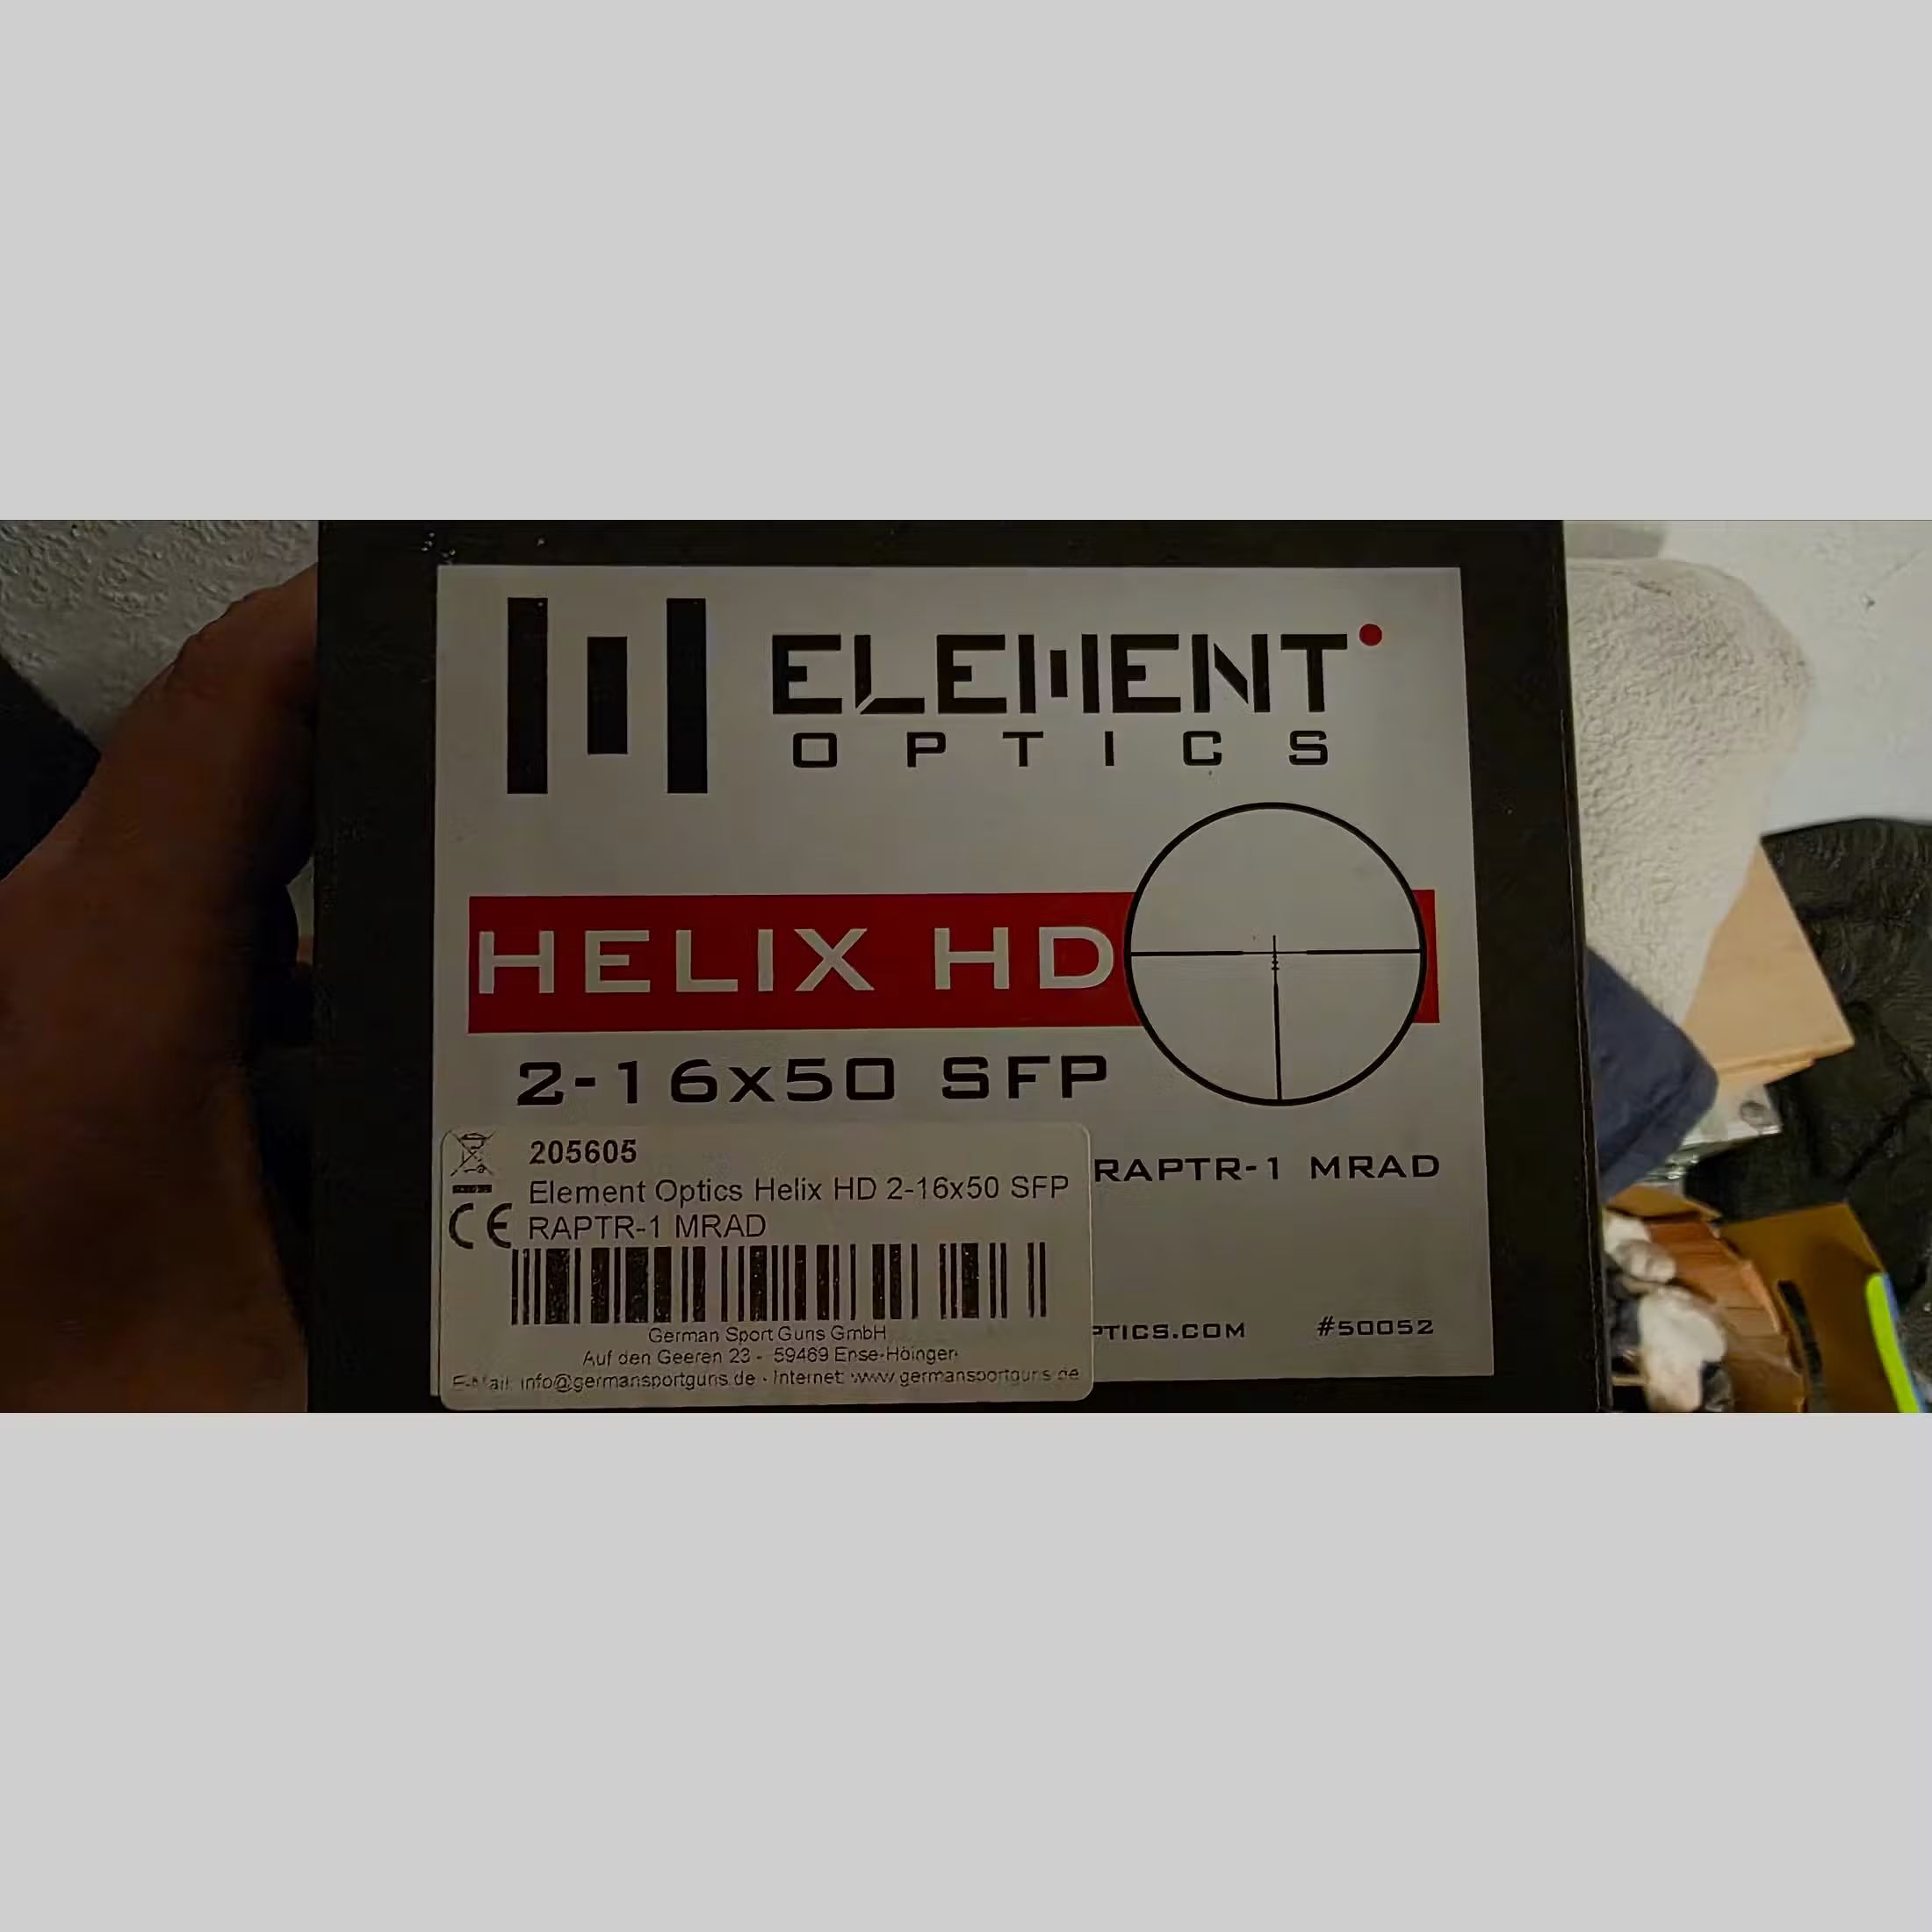 ELEMENT
OPTICS
HELIX HD
2-16x50 SFP
RAPTR-1 MRAD
205605
Element Optics Helix HD 2-16x50 SFP
RAPTR-1 MRAD
CE
German Sport Guns GmbH
Auf den Geeren 23 - 59469 Ense-Höingen
E-Mail: info@germansportguns.de - Internet: www.germansportguns.de
PTICS.COM
#50052